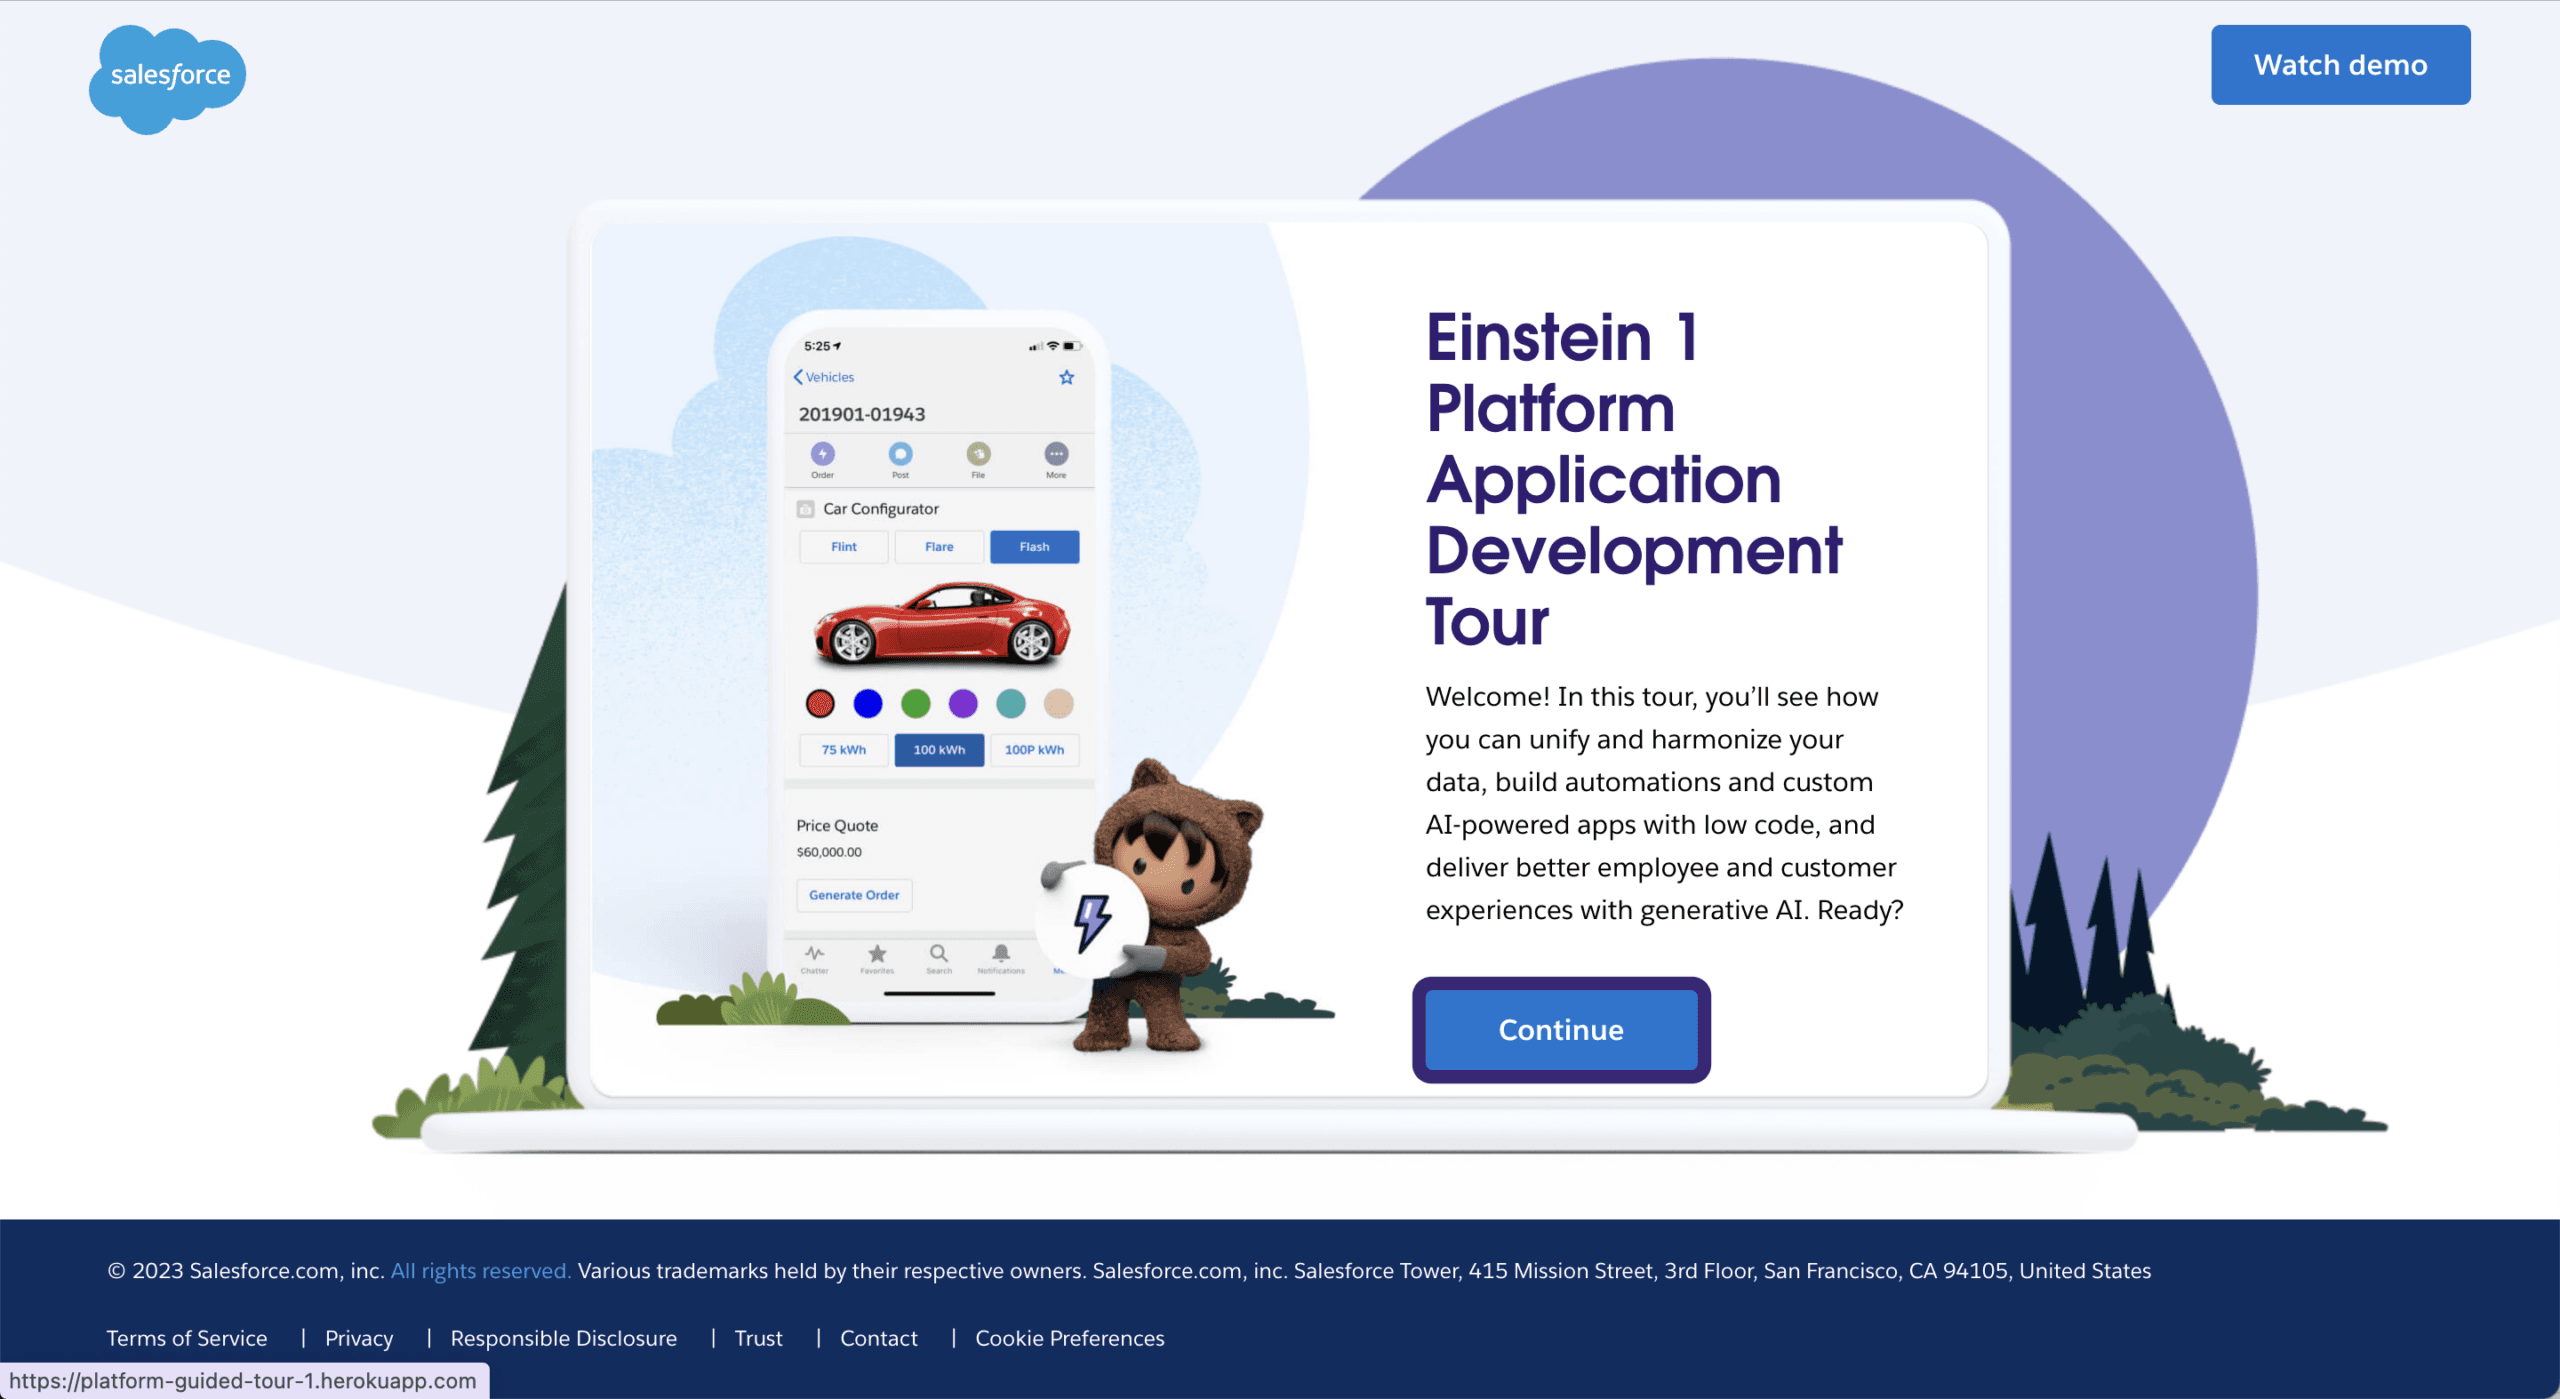 salesforce
Watch demo
5:25
Vehicles
201901-01943
Order
Post
File
More
Car Configurator
Flint
Flare
Flash
75 kWh
100 kWh
100P kWh
Price Quote
$60,000.00
Generate Order
Chatter
Favorites
Search
Notifications
Einstein 1
Platform
Application
Development
Tour
Welcome! In this tour, you’ll see how
you can unify and harmonize your
data, build automations and custom
AI-powered apps with low code, and
deliver better employee and customer
experiences with generative AI. Ready?
Continue
© 2023 Salesforce.com, inc. All rights reserved. Various trademarks held by their respective owners. Salesforce.com, inc. Salesforce Tower, 415 Mission Street, 3rd Floor, San Francisco, CA 94105, United States
Terms of Service | Privacy | Responsible Disclosure | Trust | Contact | Cookie Preferences
https://platform-guided-tour-1.herokuapp.com